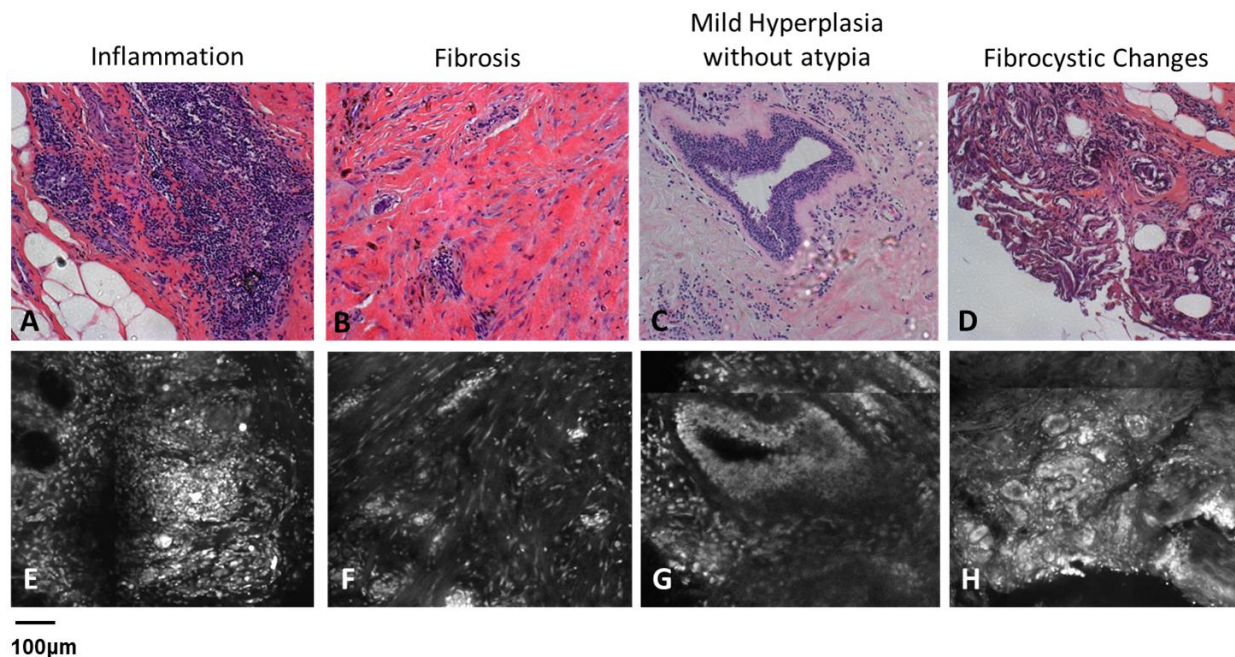 Inflammation
Fibrosis
Mild Hyperplasia
without atypia
Fibrocystic Changes
A
B
C
D
E
F
G
H
100µm